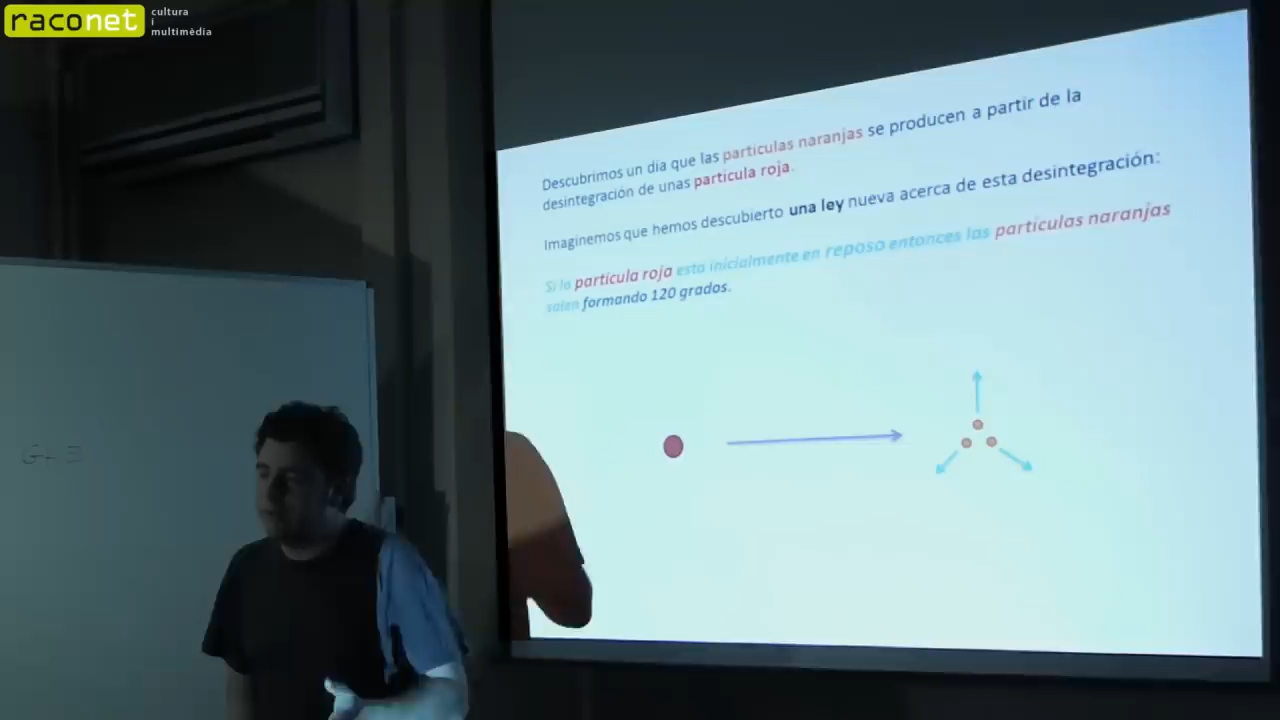 raconet
cultura
i
multimèdia
Descubrimos un dia que las particulas naranjas se producen a partir de la
desintegración de unas particula roja.
Imaginemos que hemos descubierto una ley nueva acerca de esta desintegración:
Si la particula roja esta inicialmente en reposo entonces las particulas naranjas
salen formando 120 grados.